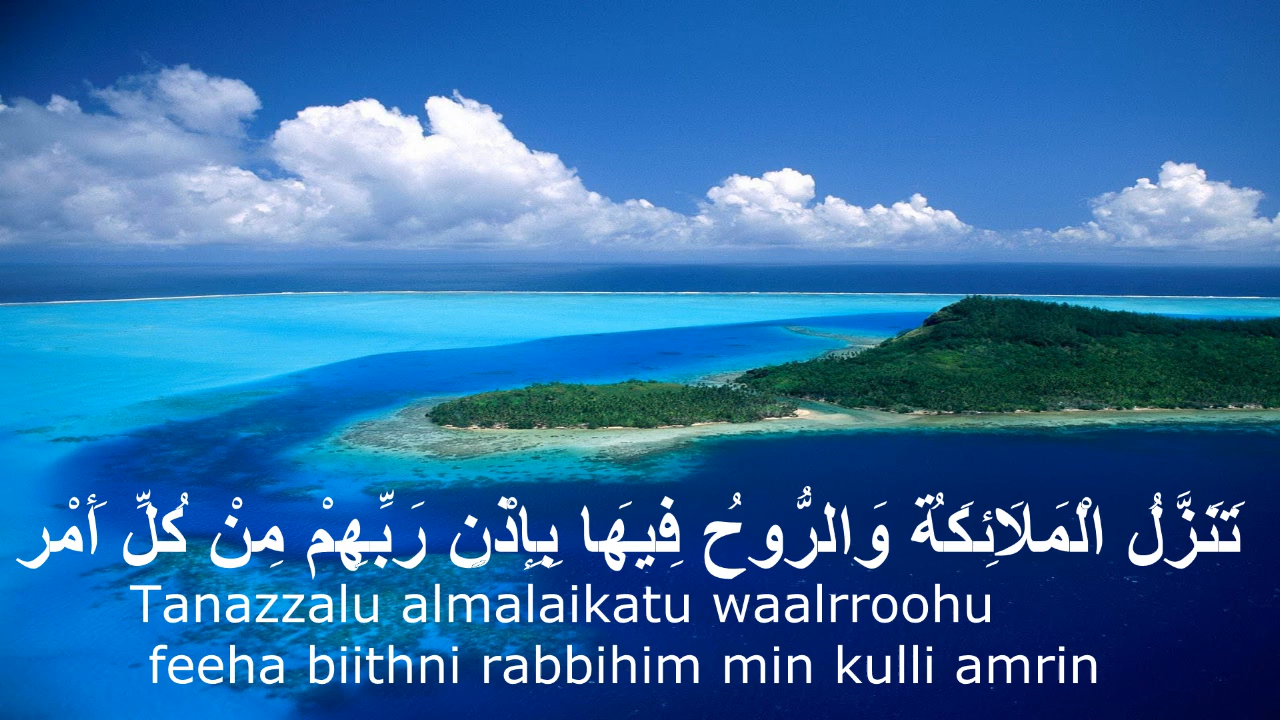 تَنَزَّلُ الْمَلَائِكَةُ وَالرُّوحُ فِيهَا بِإِذْنِ رَبِّهِمْ مِنْ كُلِّ أَمْر
Tanazzalu almalaikatu waalrroohu
feeha biithni rabbihim min kulli amrin